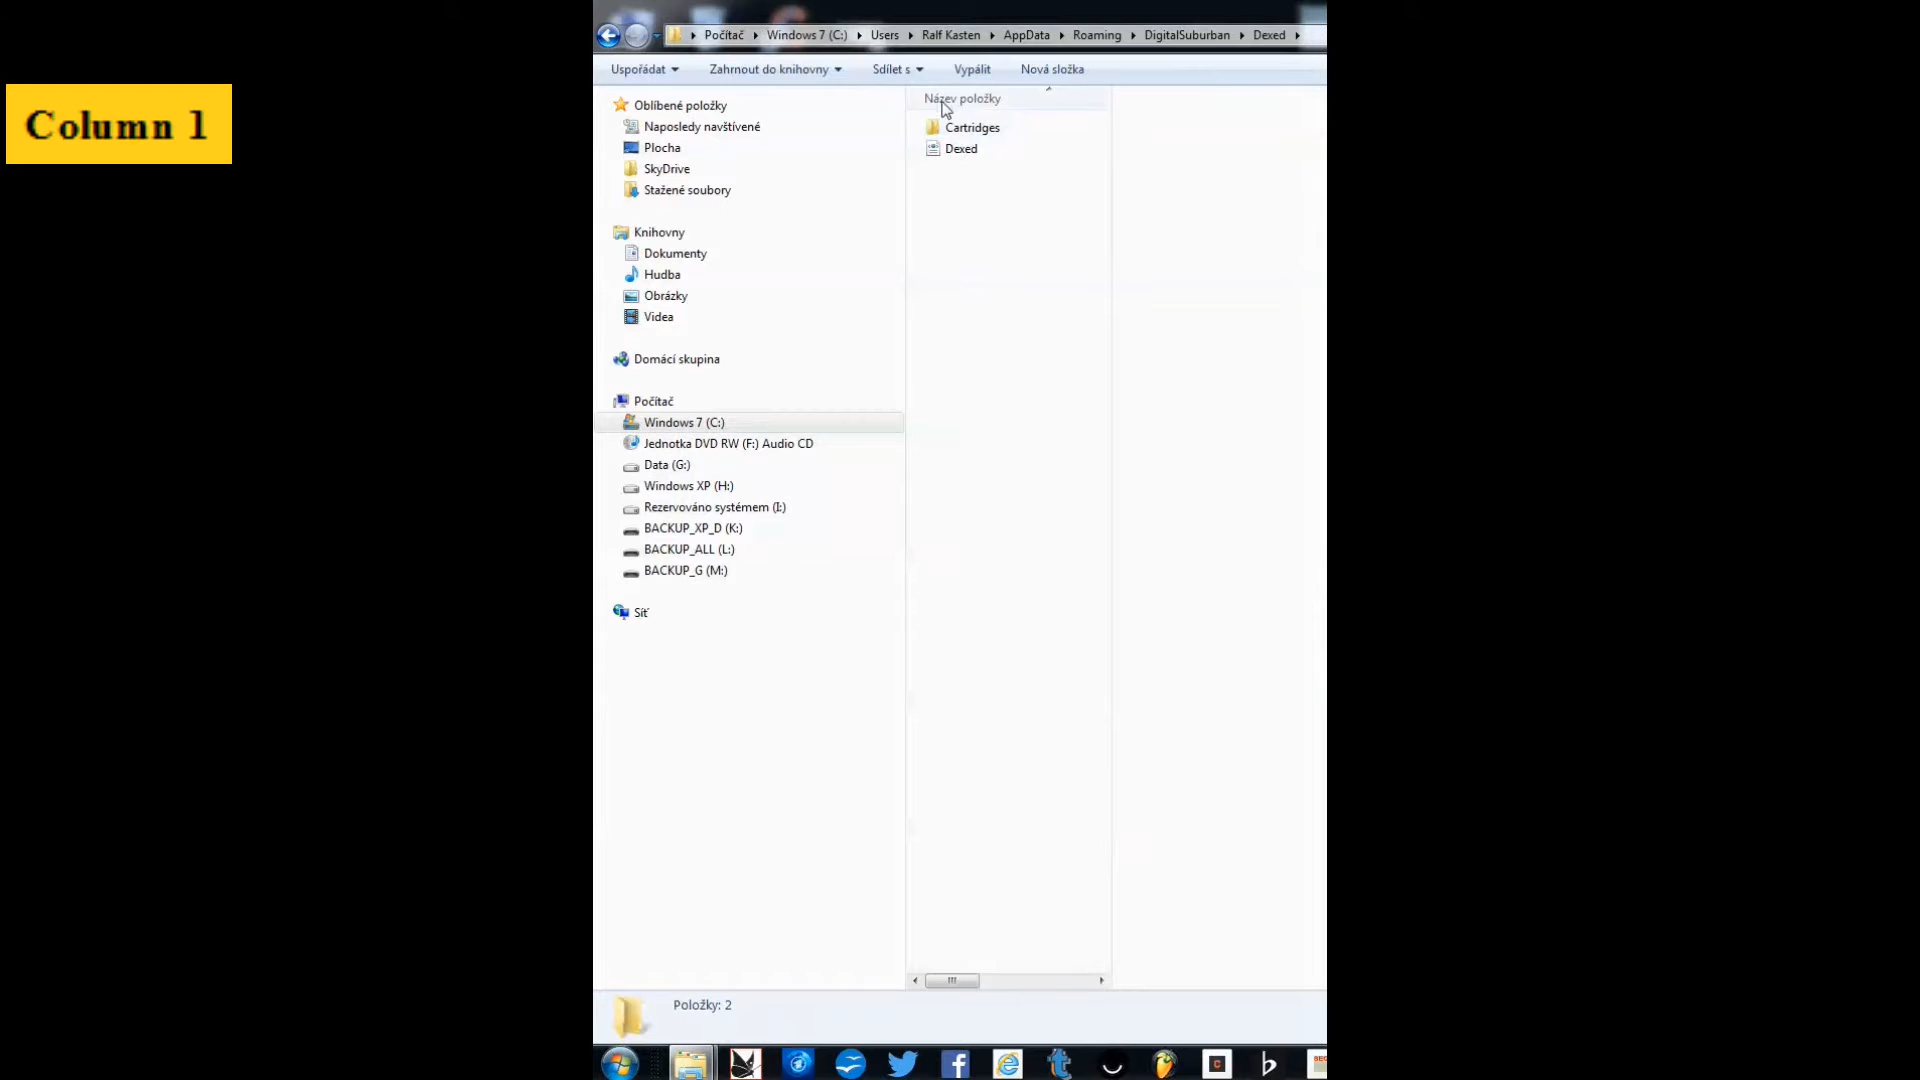 Počítač Windows 7 (C:) Users Ralf Kasten AppData Roaming DigitalSuburban Dexed
Uspořádat Zahrnout do knihovny Sdílet s Vypálit Nová složka
Column 1
Oblíbené položky
Naposledy navštívené
Plocha
SkyDrive
Stažené soubory
Knihovny
Dokumenty
Hudba
Obrázky
Videa
Domácí skupina
Počítač
Windows 7 (C:)
Jednotka DVD RW (F:) Audio CD
Data (G:)
Windows XP (H:)
Rezervováno systémem (I:)
BACKUP_XP_D (K:)
BACKUP_ALL (L:)
BACKUP_G (M:)
Síť
Název položky
Cartridges
Dexed
Položky: 2